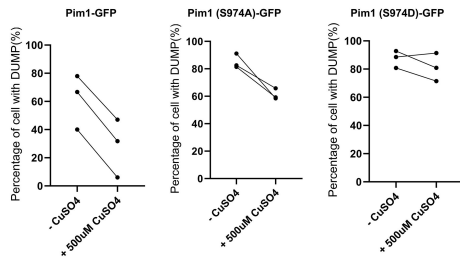 Pim1-GFP
Percentage of cell with DUMP(%)
100
80
60
40
20
0
- CuSO4
+ 500uM CuSO4
Pim1 (S974A)-GFP
Percentage of cell with DUMP(%)
100
80
60
40
20
0
- CuSO4
+ 500uM CuSO4
Pim1 (S974D)-GFP
Percentage of cell with DUMP(%)
100
80
60
40
20
0
- CuSO4
+ 500uM CuSO4